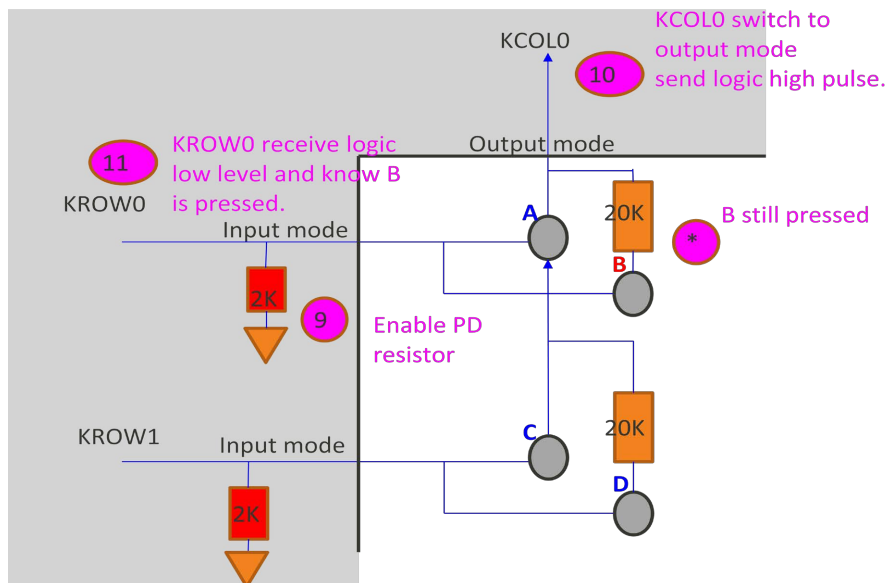 KCOL0
10
KCOL0 switch to
output mode
send logic high pulse.
11
KROW0 receive logic
low level and know B
is pressed.
Output mode
KROW0
Input mode
A
20K
B still pressed
*
B
2K
9
Enable PD
resistor
KROW1
Input mode
C
20K
D
2K